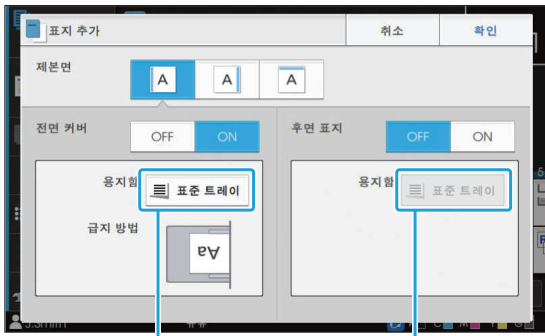 표지 추가
취소
확인
제본면
A
A
A
전면 커버
OFF
ON
후면 표지
OFF
ON
용지함
표준 트레이
용지함
표준 트레이
급지 방법
Aa